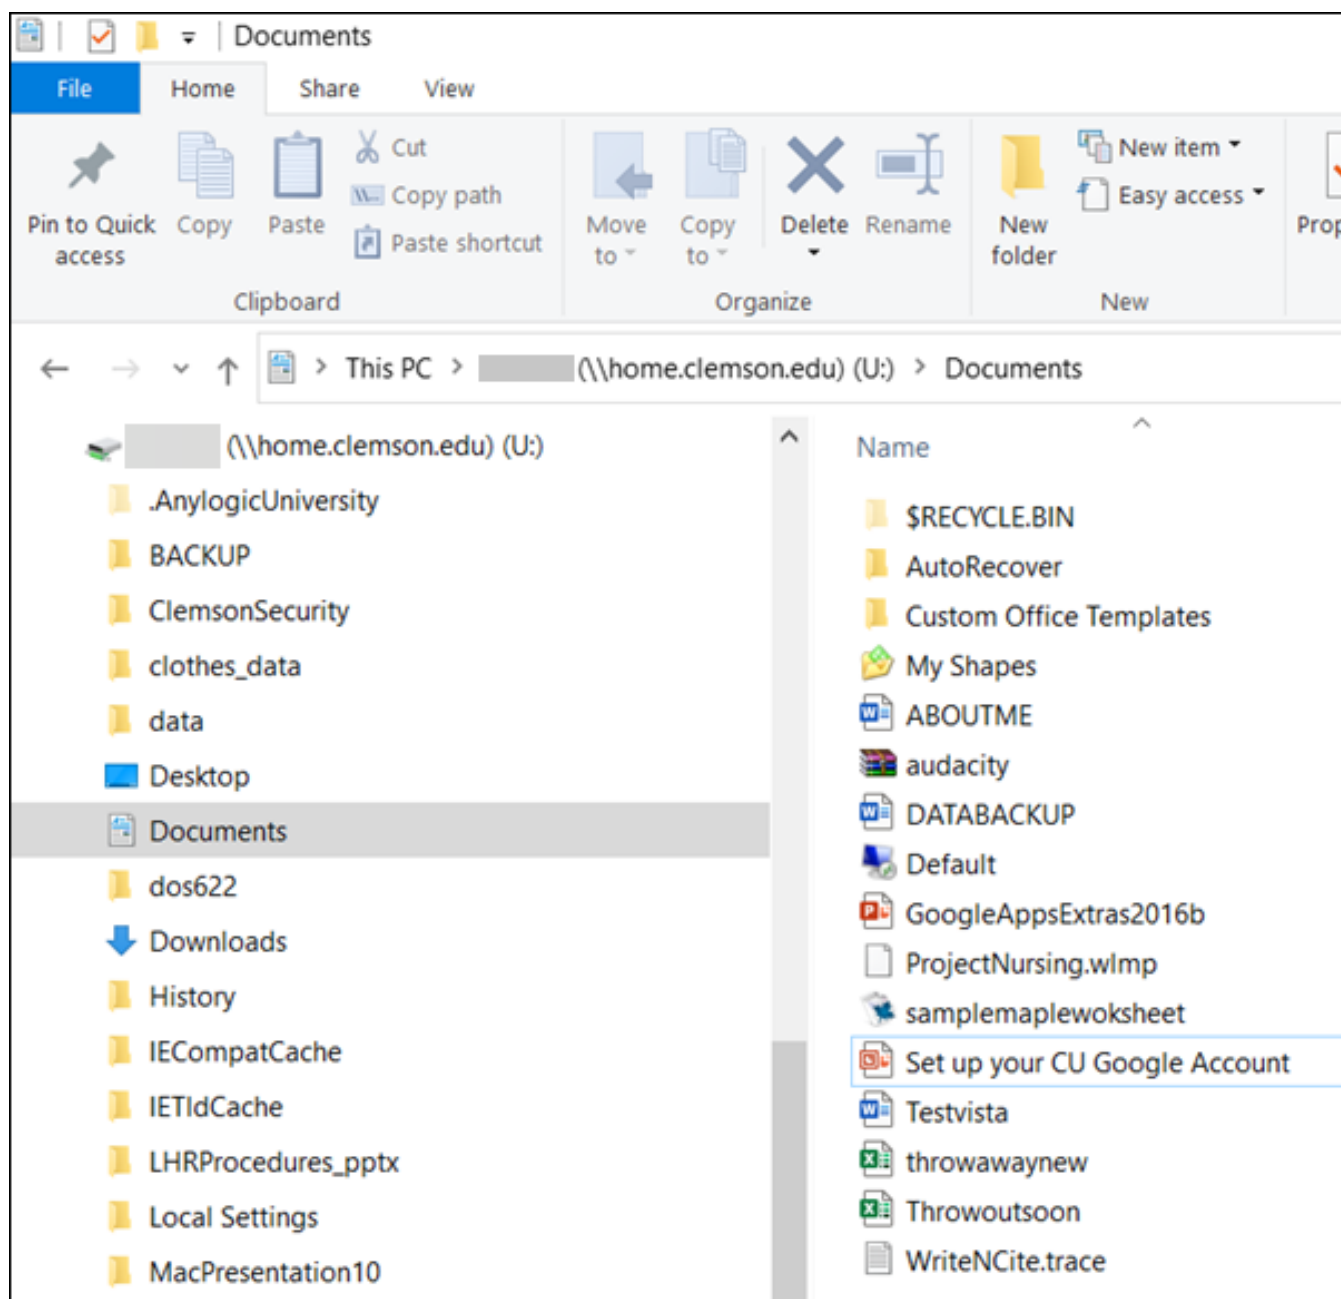 Documents
File Home Share View
Pin to Quick access
Copy
Paste
Cut
Copy path
Paste shortcut
Clipboard
Move to
Copy to
Delete
Rename
Organize
New folder
New item
Easy access
New
Prop
This PC > (\\home.clemson.edu) (U:) > Documents
(\\home.clemson.edu) (U:)
.AnylogicUniversity
BACKUP
ClemsonSecurity
clothes_data
data
Desktop
Documents
dos622
Downloads
History
IECompatCache
IETldCache
LHRProcedures_pptx
Local Settings
MacPresentation10
Name
$RECYCLE.BIN
AutoRecover
Custom Office Templates
My Shapes
ABOUTME
audacity
DATABACKUP
Default
GoogleAppsExtras2016b
ProjectNursing.wlmp
samplemaplewoksheet
Set up your CU Google Account
Testvista
throwawaynew
Throwoutsoon
WriteNCite.trace